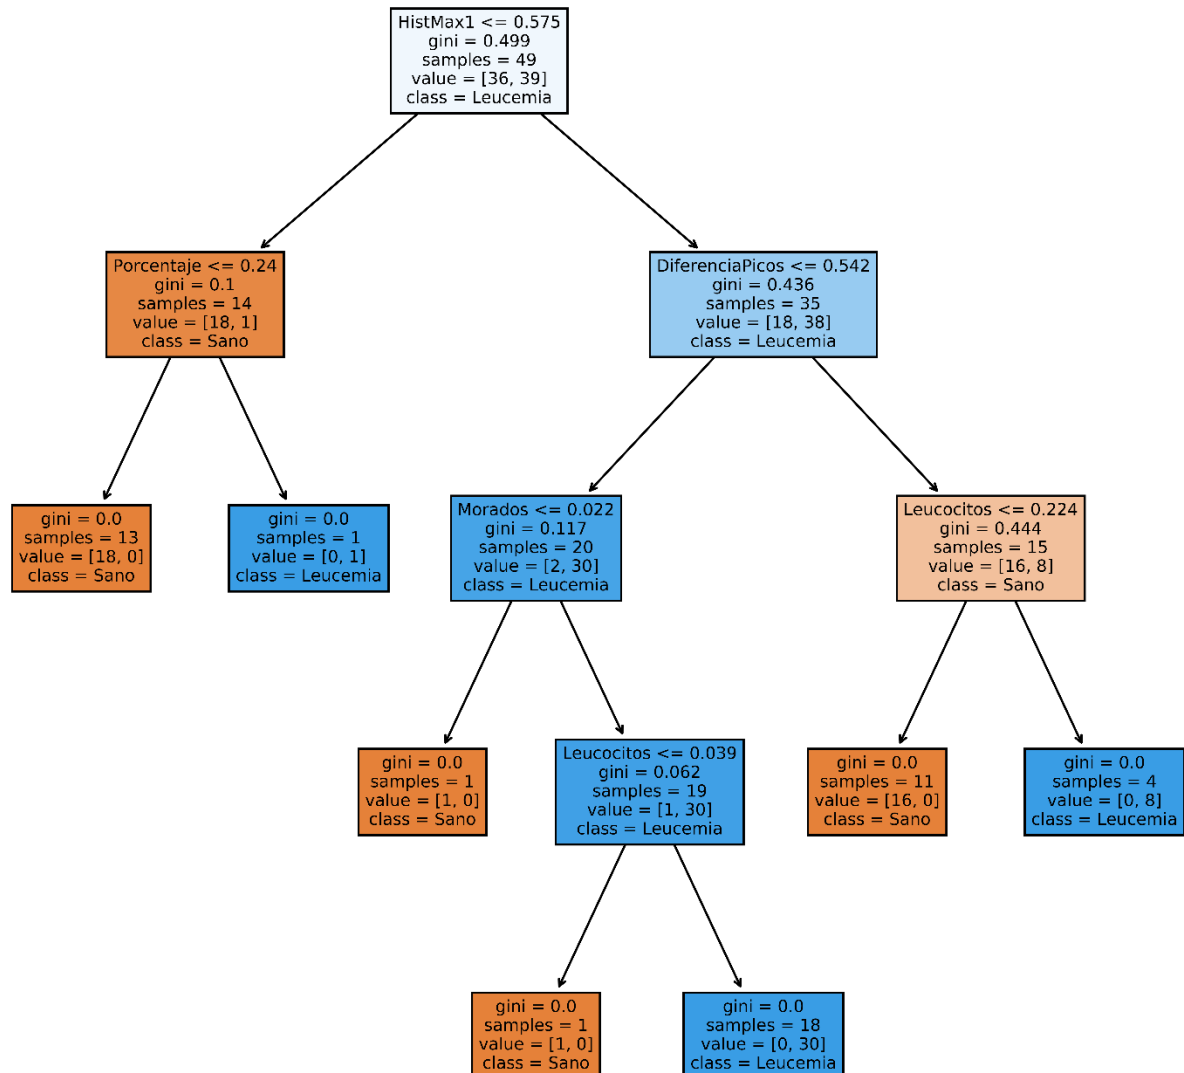 HistMax1 <= 0.575
gini = 0.499
samples = 49
value = [36, 39]
class = Leucemia
Porcentaje <= 0.24
gini = 0.1
samples = 14
value = [18, 1]
class = Sano
DiferenciaPicos <= 0.542
gini = 0.436
samples = 35
value = [18, 38]
class = Leucemia
gini = 0.0
samples = 13
value = [18, 0]
class = Sano
gini = 0.0
samples = 1
value = [0, 1]
class = Leucemia
Morados <= 0.022
gini = 0.117
samples = 20
value = [2, 30]
class = Leucemia
Leucocitos <= 0.224
gini = 0.444
samples = 15
value = [16, 8]
class = Sano
gini = 0.0
samples = 1
value = [1, 0]
class = Sano
Leucocitos <= 0.039
gini = 0.062
samples = 19
value = [1, 30]
class = Leucemia
gini = 0.0
samples = 11
value = [16, 0]
class = Sano
gini = 0.0
samples = 4
value = [0, 8]
class = Leucemia
gini = 0.0
samples = 1
value = [1, 0]
class = Sano
gini = 0.0
samples = 18
value = [0, 30]
class = Leucemia